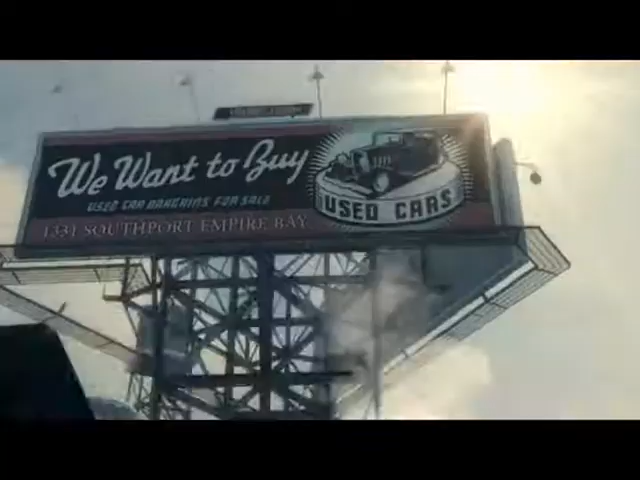 We Want to Buy
USED CAR BARGAINS FOR SALE
1331 SOUTHPORT EMPIRE BAY
USED CARS